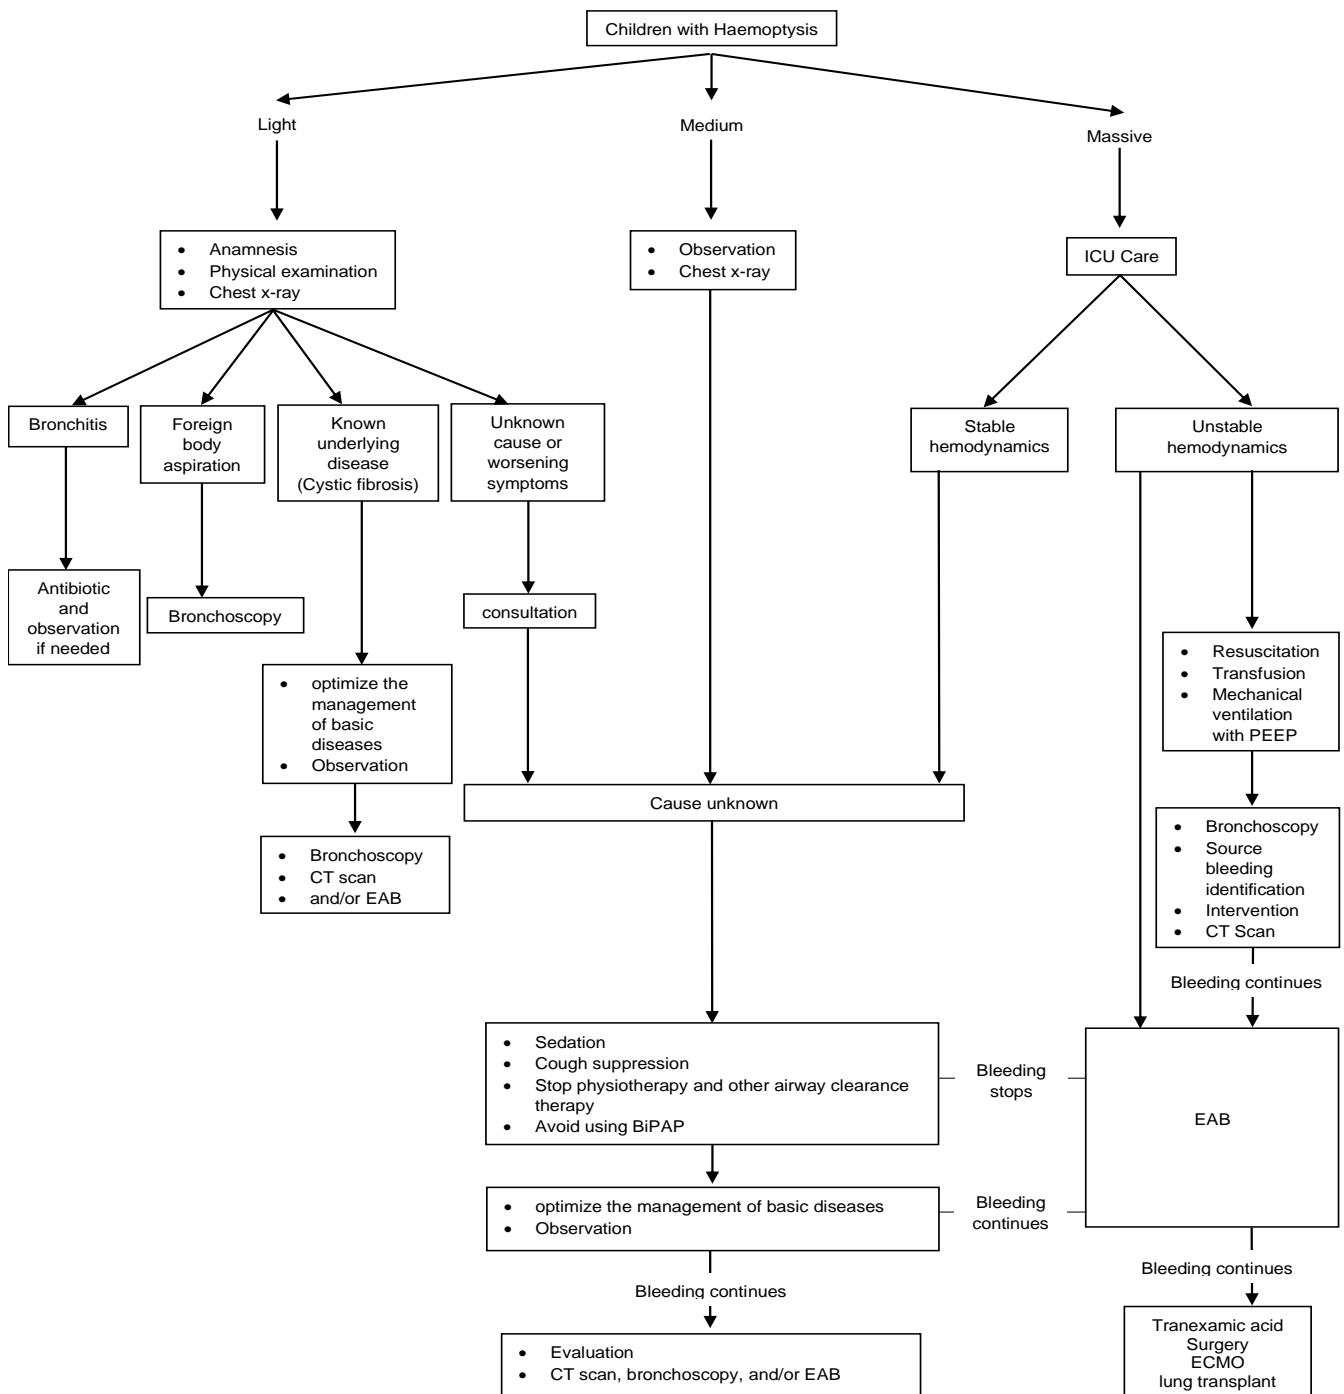 Children with Haemoptysis
Light
Medium
Massive
• Anamnesis
• Physical examination
• Chest x-ray
• Observation
• Chest x-ray
ICU Care
Bronchitis
Foreign
body
aspiration
Known
underlying
disease
(Cystic fibrosis)
Unknown
cause or
worsening
symptoms
Stable
hemodynamics
Unstable
hemodynamics
Antibiotic
and
observation
if needed
Bronchoscopy
consultation
• optimize the
management
of basic
diseases
• Observation
• Resuscitation
• Transfusion
• Mechanical
ventilation
with PEEP
Cause unknown
• Bronchoscopy
• CT scan
• and/or EAB
• Bronchoscopy
• Source
bleeding
identification
• Intervention
• CT Scan
Bleeding continues
• Sedation
• Cough suppression
• Stop physiotherapy and other airway clearance
therapy
• Avoid using BiPAP
Bleeding
stops
EAB
• optimize the management of basic diseases
• Observation
Bleeding
continues
Bleeding continues
Bleeding continues
• Evaluation
• CT scan, bronchoscopy, and/or EAB
Tranexamic acid
Surgery
ECMO
lung transplant